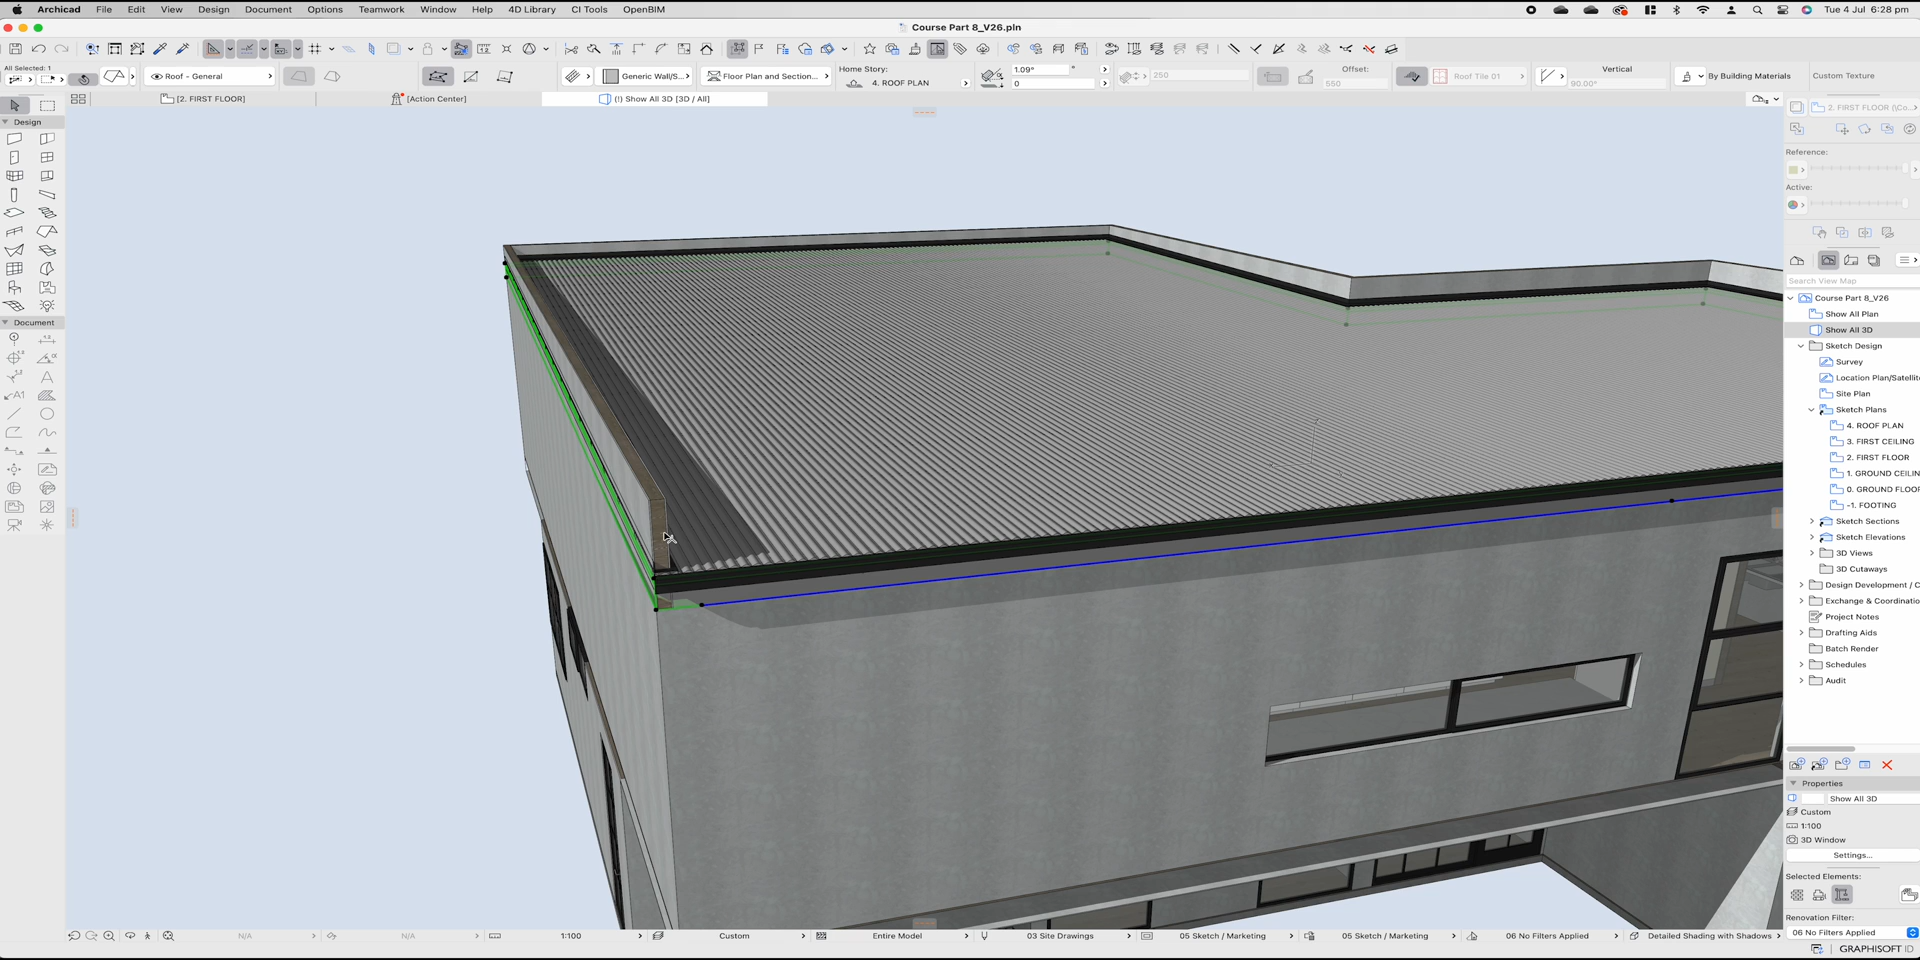 Archicad File Edit View Design Document Options Teamwork Window Help 4D Library CI Tools OpenBIM Tue 4 Jul 6:28 pm
Course Part 8_V26.pln
All Selected: 1
Roof - General
Generic Wall/S...
Floor Plan and Section...
Home Story:
4. ROOF PLAN
1.09°
0
250
Offset:
550
Roof Tile 01
Vertical
90.00°
By Building Materials
Custom Texture
[2. FIRST FLOOR]
[Action Center]
(!) Show All 3D [3D / All]
Design
Document
2. FIRST FLOOR (\Co...
Reference:
Active:
Search View Map
Course Part 8_V26
Show All Plan
Show All 3D
Sketch Design
Survey
Location Plan/Satellit
Site Plan
Sketch Plans
4. ROOF PLAN
3. FIRST CEILING
2. FIRST FLOOR
1. GROUND CEILIN
0. GROUND FLOOR
-1. FOOTING
Sketch Sections
Sketch Elevations
3D Views
3D Cutaways
Design Development / C
Exchange & Coordinatio
Project Notes
Drafting Aids
Batch Render
Schedules
Audit
Properties
Show All 3D
Custom
1:100
3D Window
Settings...
Selected Elements:
Renovation Filter:
06 No Filters Applied
N/A N/A 1:100 Custom Entire Model 03 Site Drawings 05 Sketch / Marketing 05 Sketch / Marketing 06 No Filters Applied Detailed Shading with Shadows
GRAPHISOFT ID